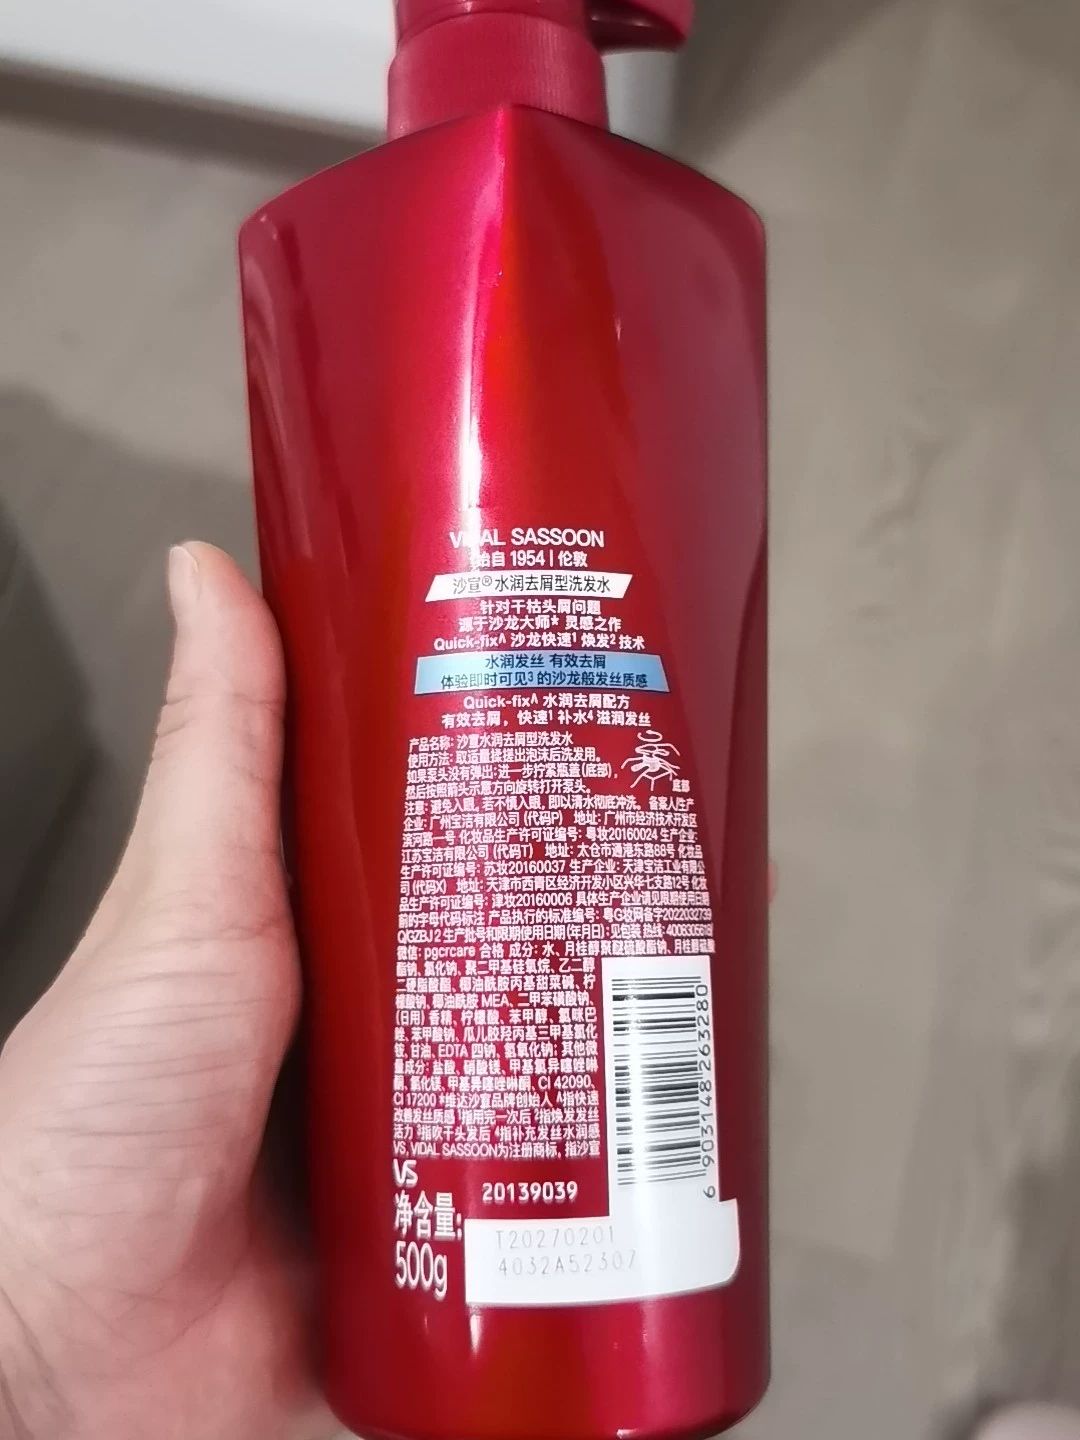 VIDAL SASSOON
始自 1954 | 伦敦
沙宣® 水润去屑型洗发水
针对干枯头屑问题
源于沙龙大师* 灵感之作
Quick-fix^ 沙龙快速¹ 焕发² 技术
水润发丝 有效去屑
体验即时可见³ 的沙龙般发丝质感
Quick-fix^ 水润去屑配方
有效去屑，快速¹ 补水⁴ 滋润发丝
产品名称: 沙宣水润去屑型洗发水
使用方法: 取适量揉搓出泡沫后洗发用。
如果泵头没有弹出: 进一步拧紧瓶盖(底部),
然后按照箭头示意方向旋转打开泵头。
底部
注意: 避免入眼。若不慎入眼, 即以清水彻底冲洗。 备案人/生产
企业: 广州宝洁有限公司 (代码P) 地址: 广州市经济技术开发区
滨河路一号 化妆品生产许可证编号: 粤妆20160024 生产企业:
江苏宝洁有限公司 (代码T) 地址: 太仓市通港东路88号 化妆品
生产许可证编号: 苏妆20160037 生产企业: 天津宝洁工业有限公
司 (代码X) 地址: 天津市西青区经济开发小区兴华七支路12号 化妆
品生产许可证编号: 津妆20160006 具体生产企业请见限期使用日期
前的字母代码标注 产品执行的标准编号: 粤G妆网备字2022032739
QIGZBJ 2 生产批号和限期使用日期(年月日): 见包装 热线:
微信: pgcrcare 合格 成分: 水、月桂醇聚醚硫酸酯钠、月桂醇硫酸
酯钠、氯化钠、聚二甲基硅氧烷、乙二醇
二硬脂酸酯、椰油酰胺丙基甜菜碱、柠
檬酸钠、椰油酰胺 MEA、二甲苯磺酸钠、
(日用) 香精、柠檬酸、苯甲醇、氯咪巴
唑、苯甲酸钠、瓜儿胶羟丙基三甲基氯化
铵、甘油、EDTA 四钠、氢氧化钠; 其他微
量成分: 盐酸、硝酸镁、甲基氯异噻唑啉
酮、氯化镁、甲基异噻唑啉酮、CI 42090、
CI 17200 *维达沙宣品牌创始人 ^指快速
改善发丝质感 ¹指用完一次后 ²指焕发发丝
活力 ³指吹干头发后 ⁴指补充发丝水润感
VS, VIDAL SASSOON为注册商标, 指沙宣
6 903148 263280
VS
20139039
净含量:
500g
T20270201
4032A52307